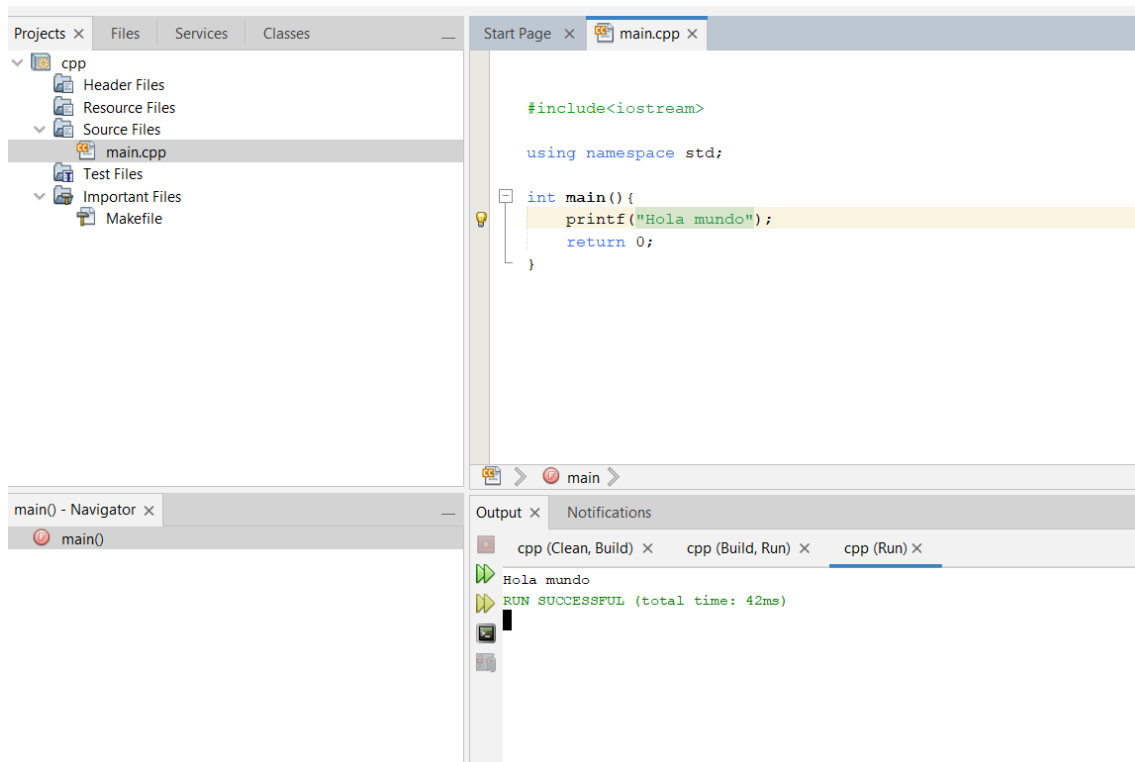 Projects Files Services Classes
cpp
Header Files
Resource Files
Source Files
main.cpp
Test Files
Important Files
Makefile
Start Page main.cpp
#include<iostream>
using namespace std;
int main(){
printf("Hola mundo");
return 0;
}
main
main() - Navigator
main()
Output Notifications
cpp (Clean, Build) cpp (Build, Run) cpp (Run)
Hola mundo
RUN SUCCESSFUL (total time: 42ms)